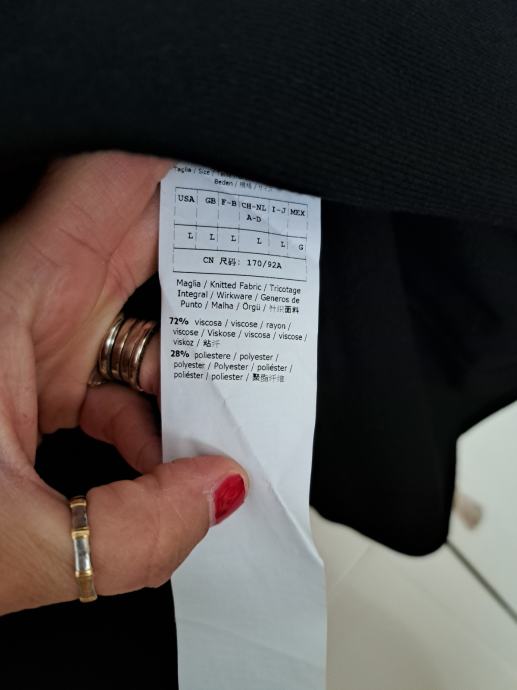 Taglia / Size /
Beden /
USA GB F-B CH-NL I-J MEX
A-D
L L L L L G
CN 尺码: 170/92A
Maglia / Knitted Fabric / Tricotage
Integral / Wirkware / Generos de
Punto / Malha / Örgü / 针织面料
72% viscosa / viscose / rayon /
viscose / Viskose / viscosa / viscose /
viskoz / 粘纤
28% poliestere / polyester /
polyester / Polyester / poliéster /
poliéster / poliester / 聚酯纤维